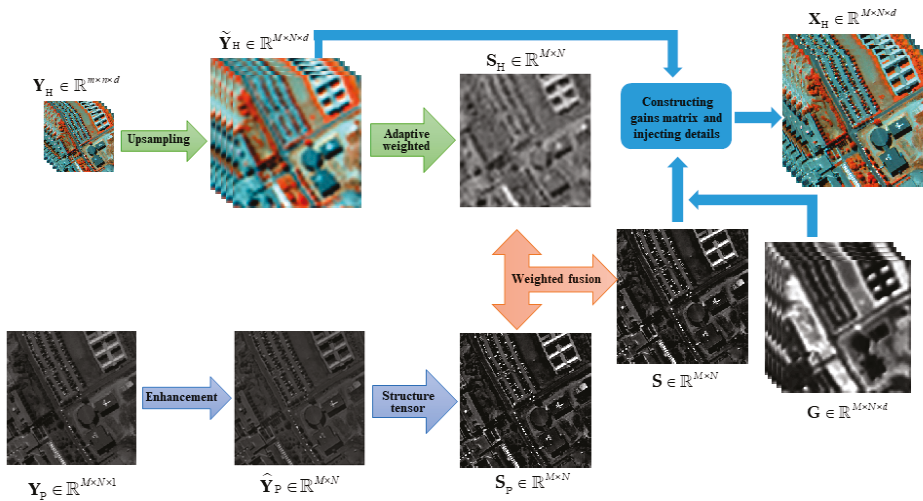 Y_H ∈ ℝ^{m×n×d}
Upsampling
Ỹ_H ∈ ℝ^{M×N×d}
Adaptive
weighted
S_H ∈ ℝ^{M×N}
Constructing
gains matrix and
injecting details
X_H ∈ ℝ^{M×N×d}
Weighted fusion
S ∈ ℝ^{M×N}
G ∈ ℝ^{M×N×d}
Enhancement
Structure
tensor
Y_P ∈ ℝ^{M×N×1}
Ŷ_P ∈ ℝ^{M×N}
S_P ∈ ℝ^{M×N}